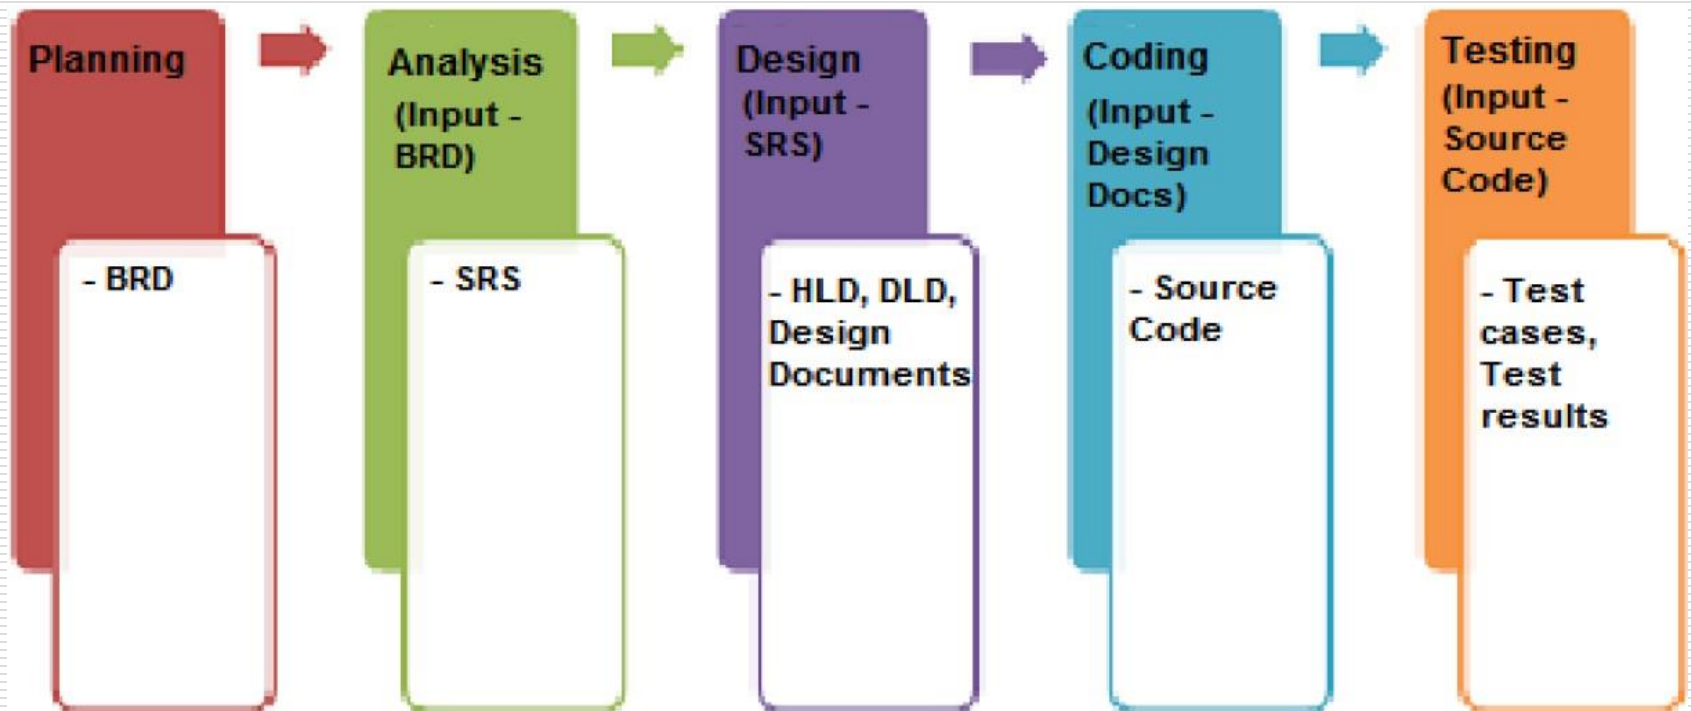 Planning
- BRD
Analysis
(Input -
BRD)
- SRS
Design
(Input -
SRS)
- HLD, DLD,
Design
Documents
Coding
(Input -
Design
Docs)
- Source
Code
Testing
(Input -
Source
Code)
- Test
cases,
Test
results